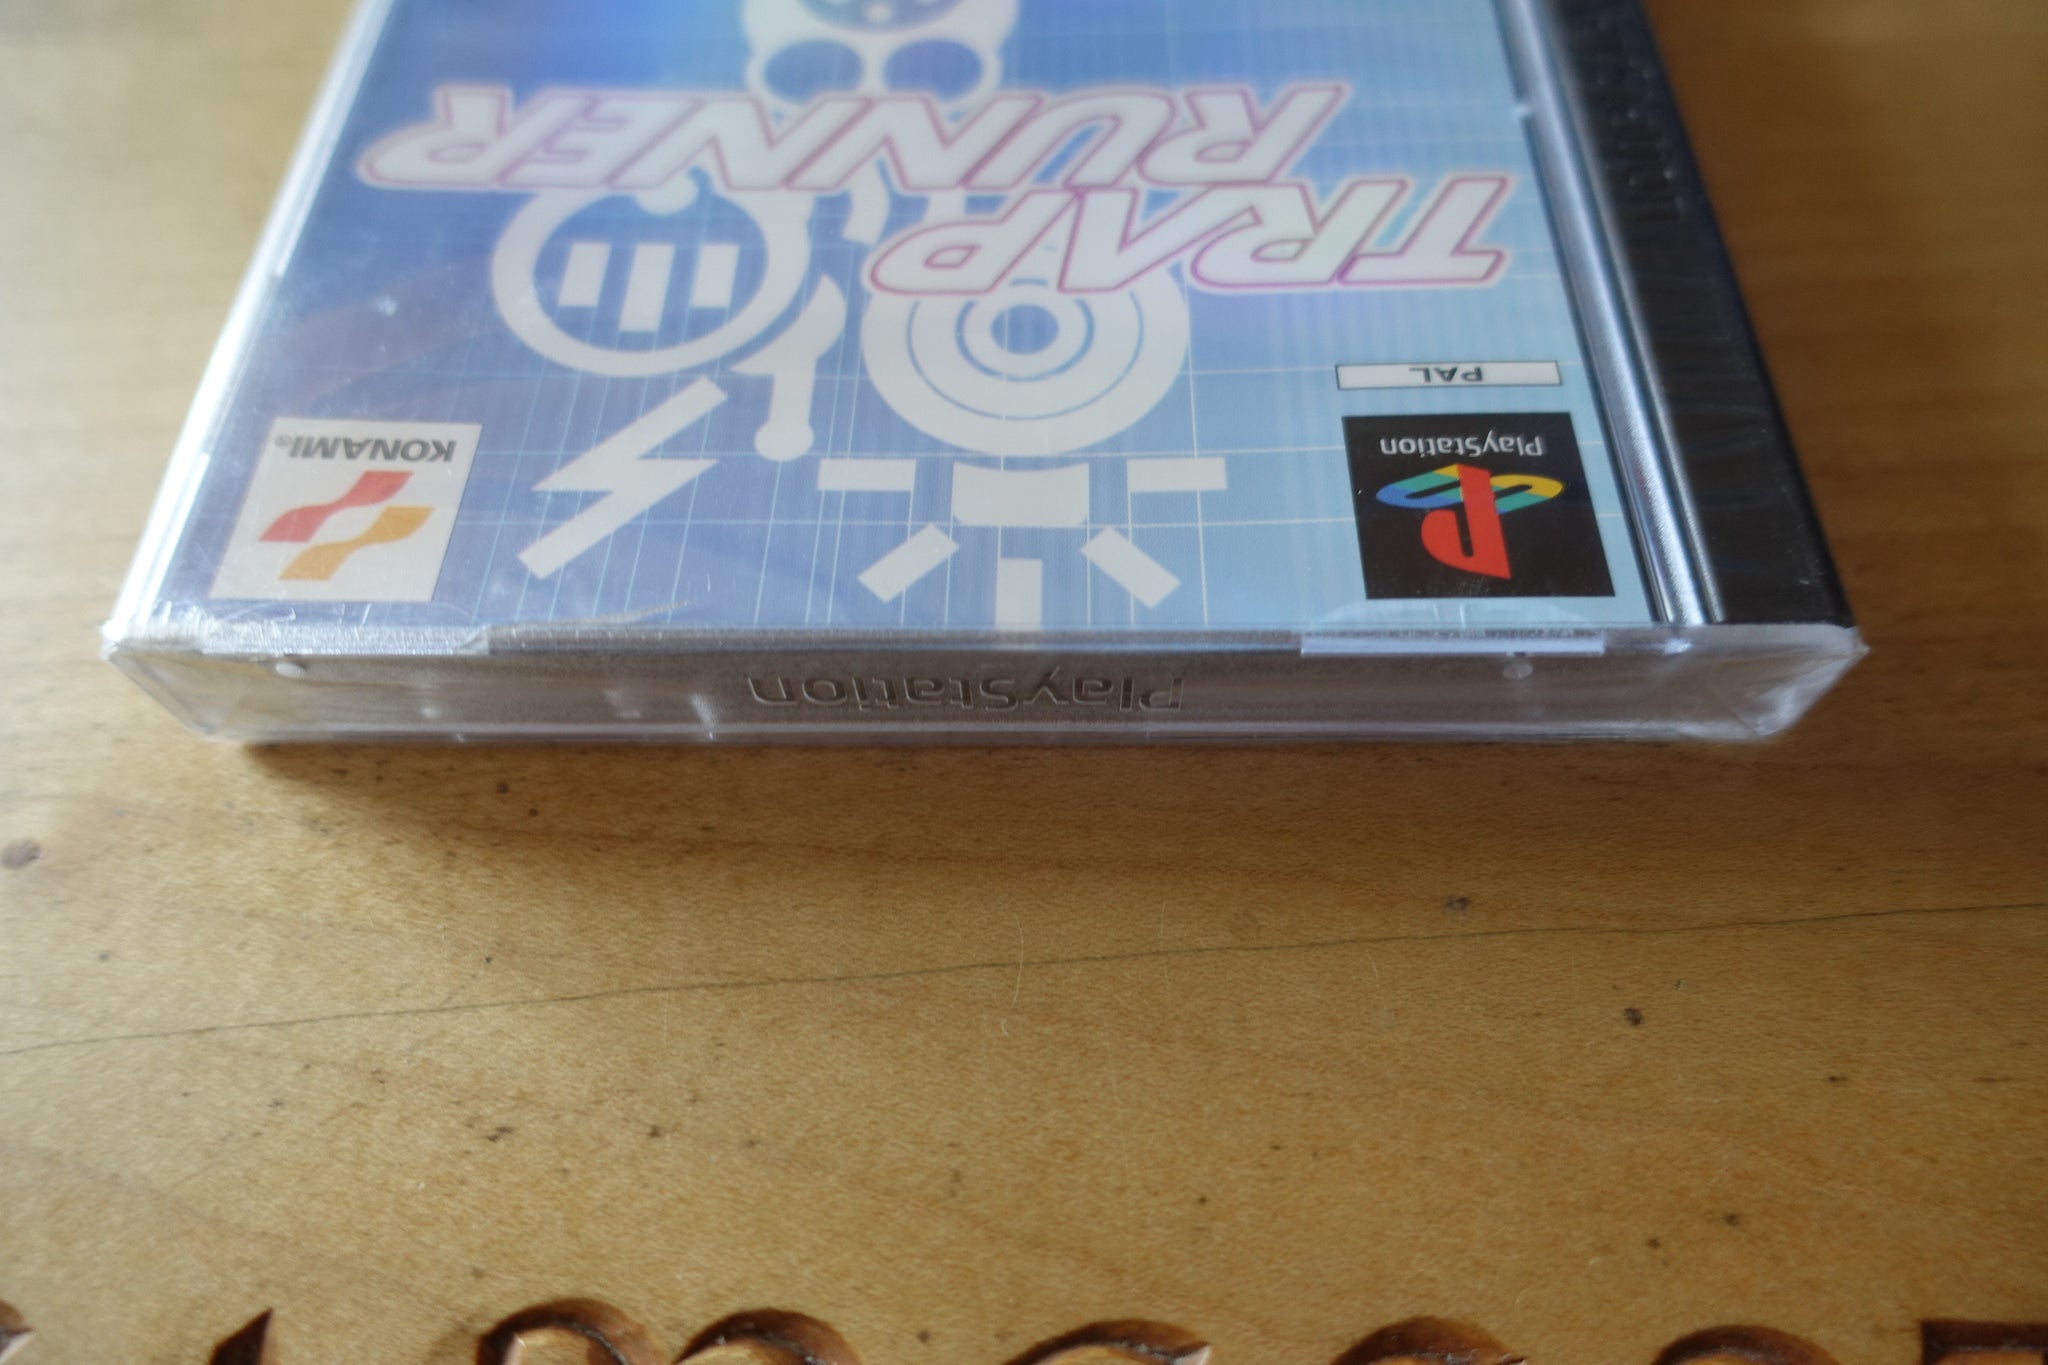 PlayStation
PAL
TRAP
RUNNER
KONAMI®
PlayStation